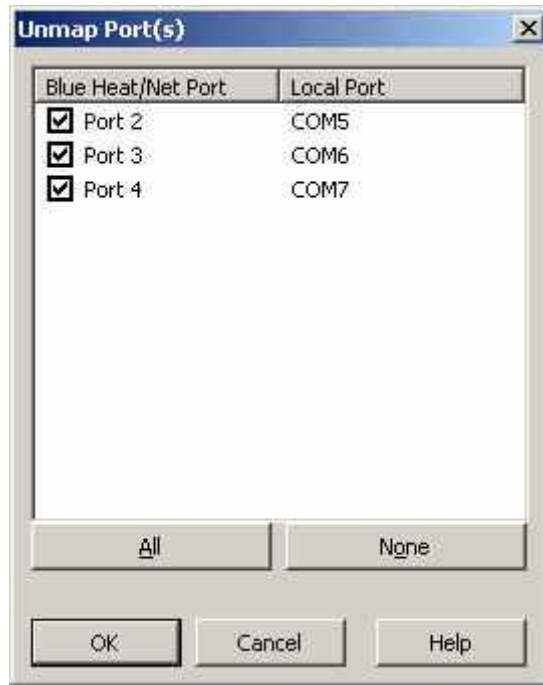 Unmap Port(s)
Blue Heat/Net Port Local Port
Port 2 COM5
Port 3 COM6
Port 4 COM7
All None
OK Cancel Help